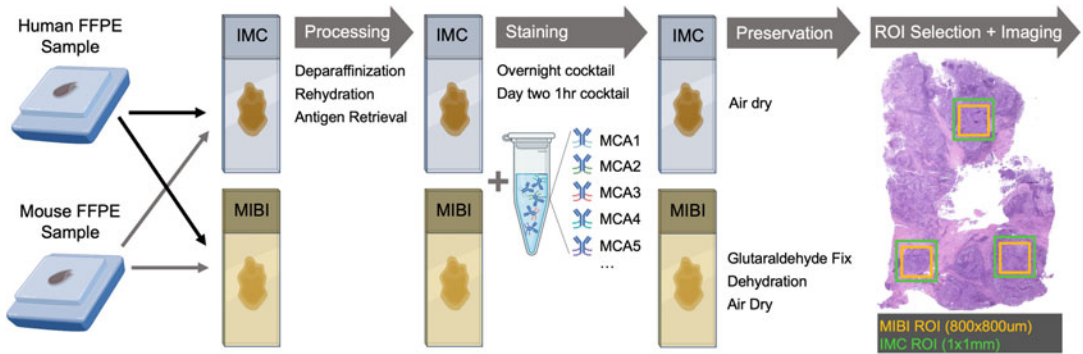 Human FFPE
Sample
Mouse FFPE
Sample
IMC
MIBI
Processing
Deparaffinization
Rehydration
Antigen Retrieval
IMC
MIBI
Staining
Overnight cocktail
Day two 1hr cocktail
MCA1
MCA2
MCA3
MCA4
MCA5
...
IMC
MIBI
Preservation
Air dry
Glutaraldehyde Fix
Dehydration
Air Dry
ROI Selection + Imaging
MIBI ROI (800x800um)
IMC ROI (1x1mm)